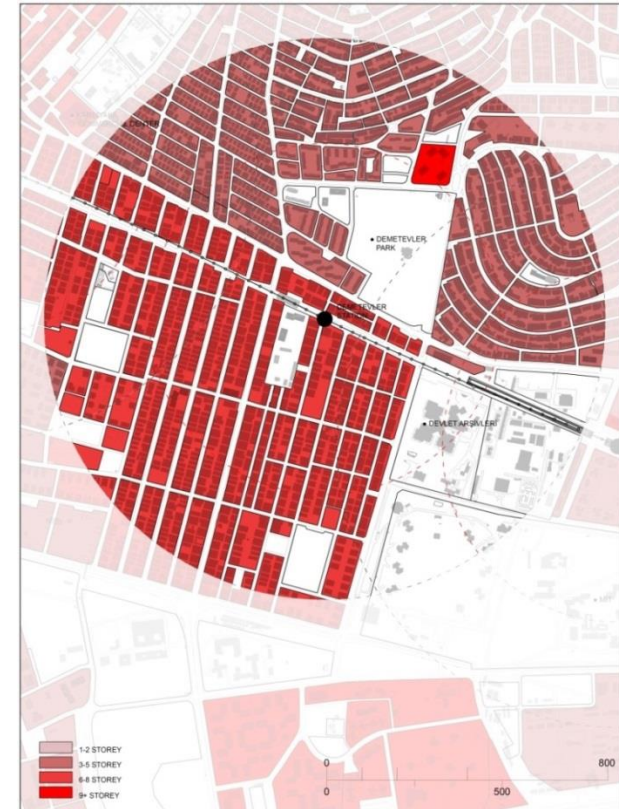 DEMETEVLER
PARK
DEMETEVLER
DEVLET ARŞİVLERİ
1-2 STOREY
3-5 STOREY
6-8 STOREY
9+ STOREY
0
800
0
500